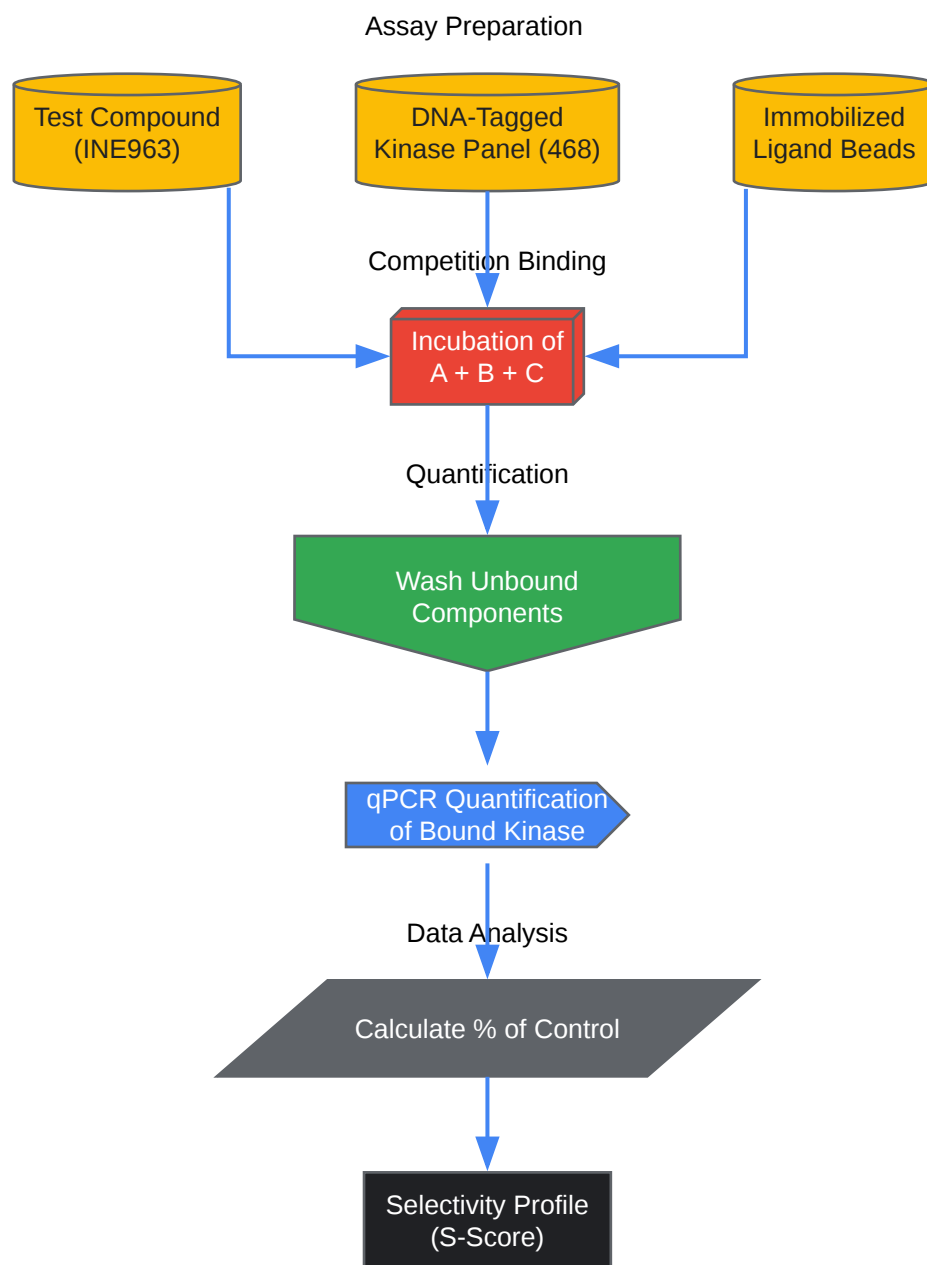 Assay Preparation
Test Compound
(INE963)
DNA-Tagged
Kinase Panel (468)
Immobilized
Ligand Beads
Competition Binding
Incubation of
A + B + C
Quantification
Wash Unbound
Components
qPCR Quantification
of Bound Kinase
Data Analysis
Calculate % of Control
Selectivity Profile
(S-Score)